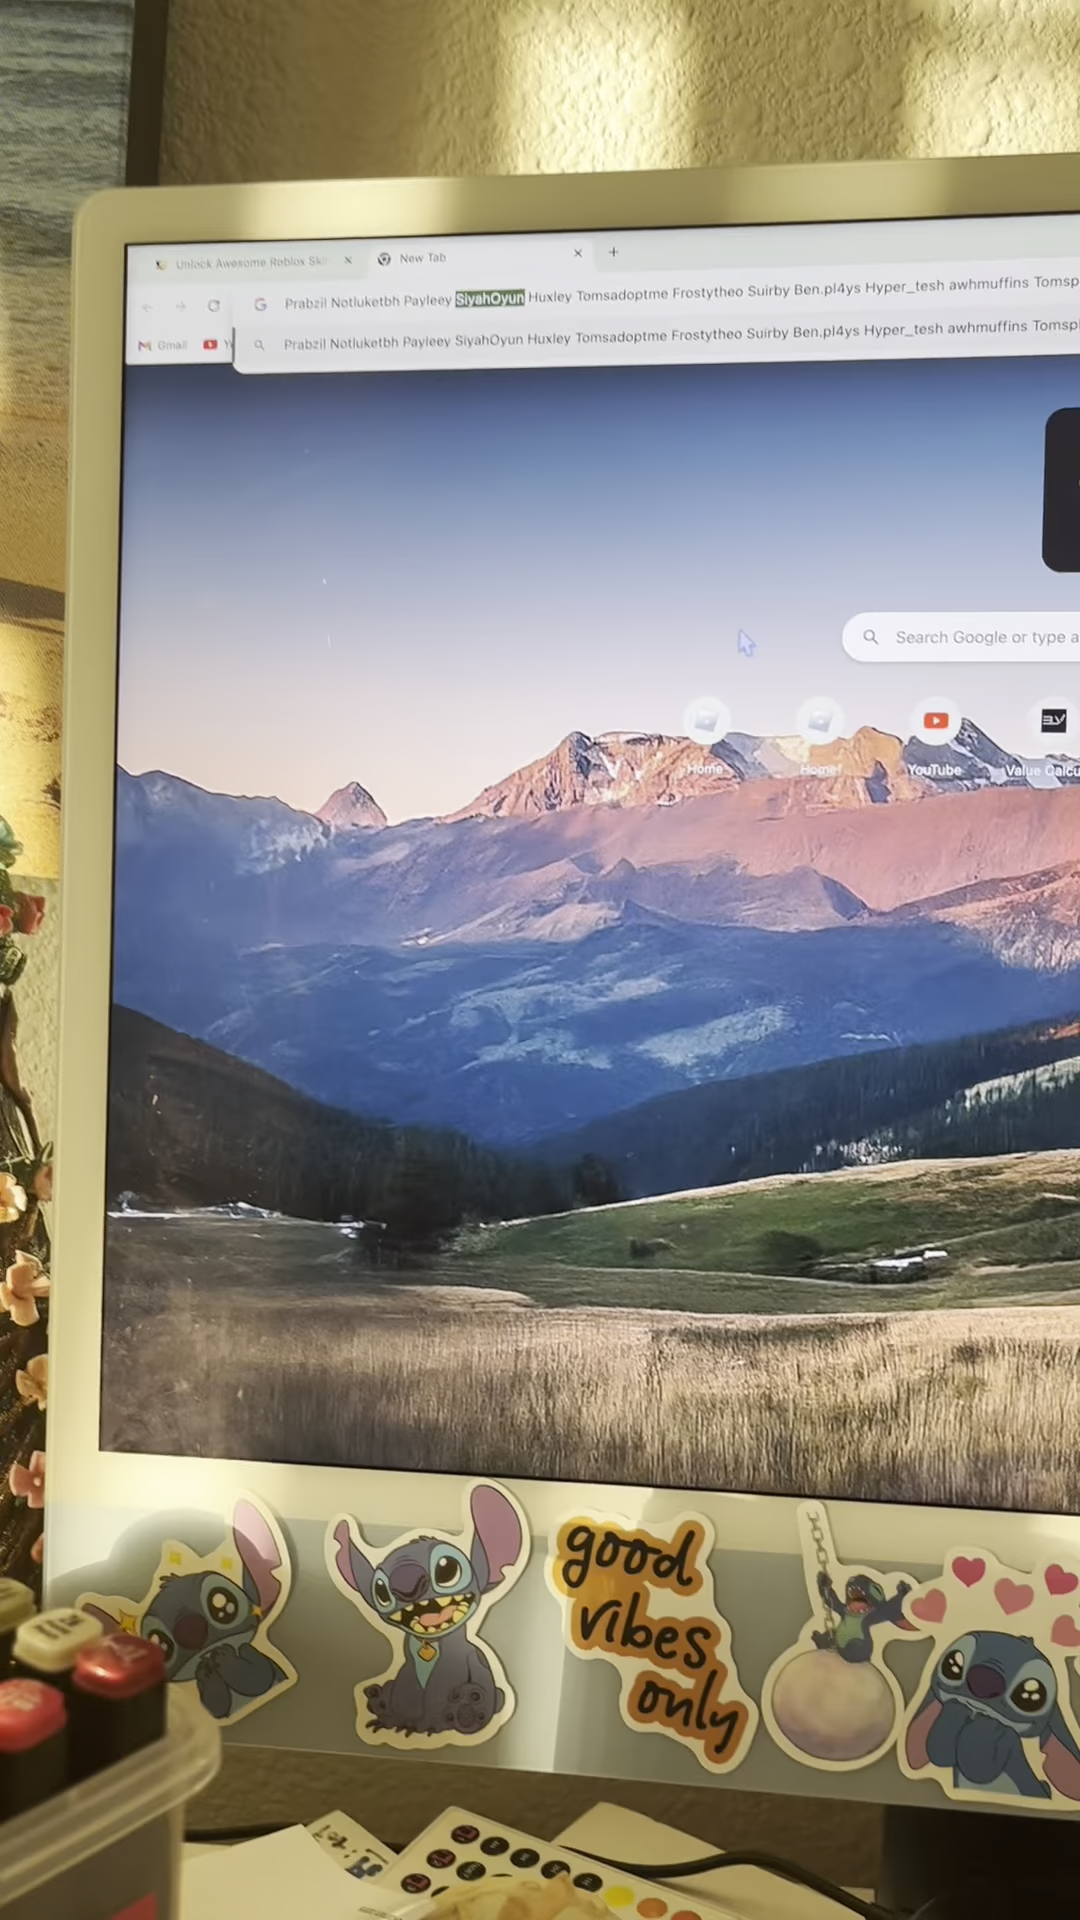 Unlock Awesome Roblox Ski
New Tab
Prabzil Notluketbh Payleey SiyahOyun Huxley Tomsadoptme Frostytheo Suirby Ben.pl4ys Hyper_tesh awhmuffins Tomsp
Gmail
Prabzil Notluketbh Payleey SiyahOyun Huxley Tomsadoptme Frostytheo Suirby Ben.pl4ys Hyper_tesh awhmuffins Tomspl
Search Google or type a
Home
Home
YouTube
Value Calcu
good
vibes
only